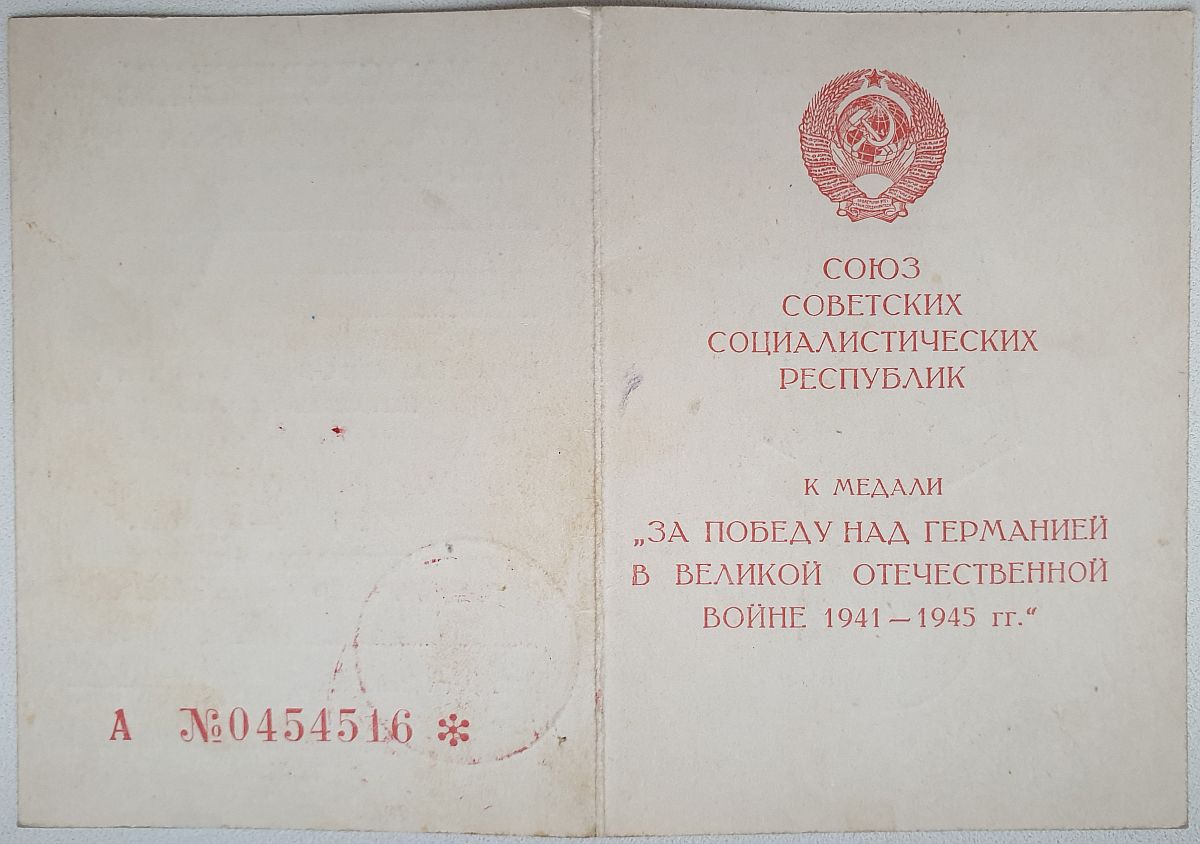 А №0454516 *
СОЮЗ
СОВЕТСКИХ
СОЦИАЛИСТИЧЕСКИХ
РЕСПУБЛИК
К МЕДАЛИ
„ЗА ПОБЕДУ НАД ГЕРМАНИЕЙ
В ВЕЛИКОЙ ОТЕЧЕСТВЕННОЙ
ВОЙНЕ 1941 — 1945 гг.“